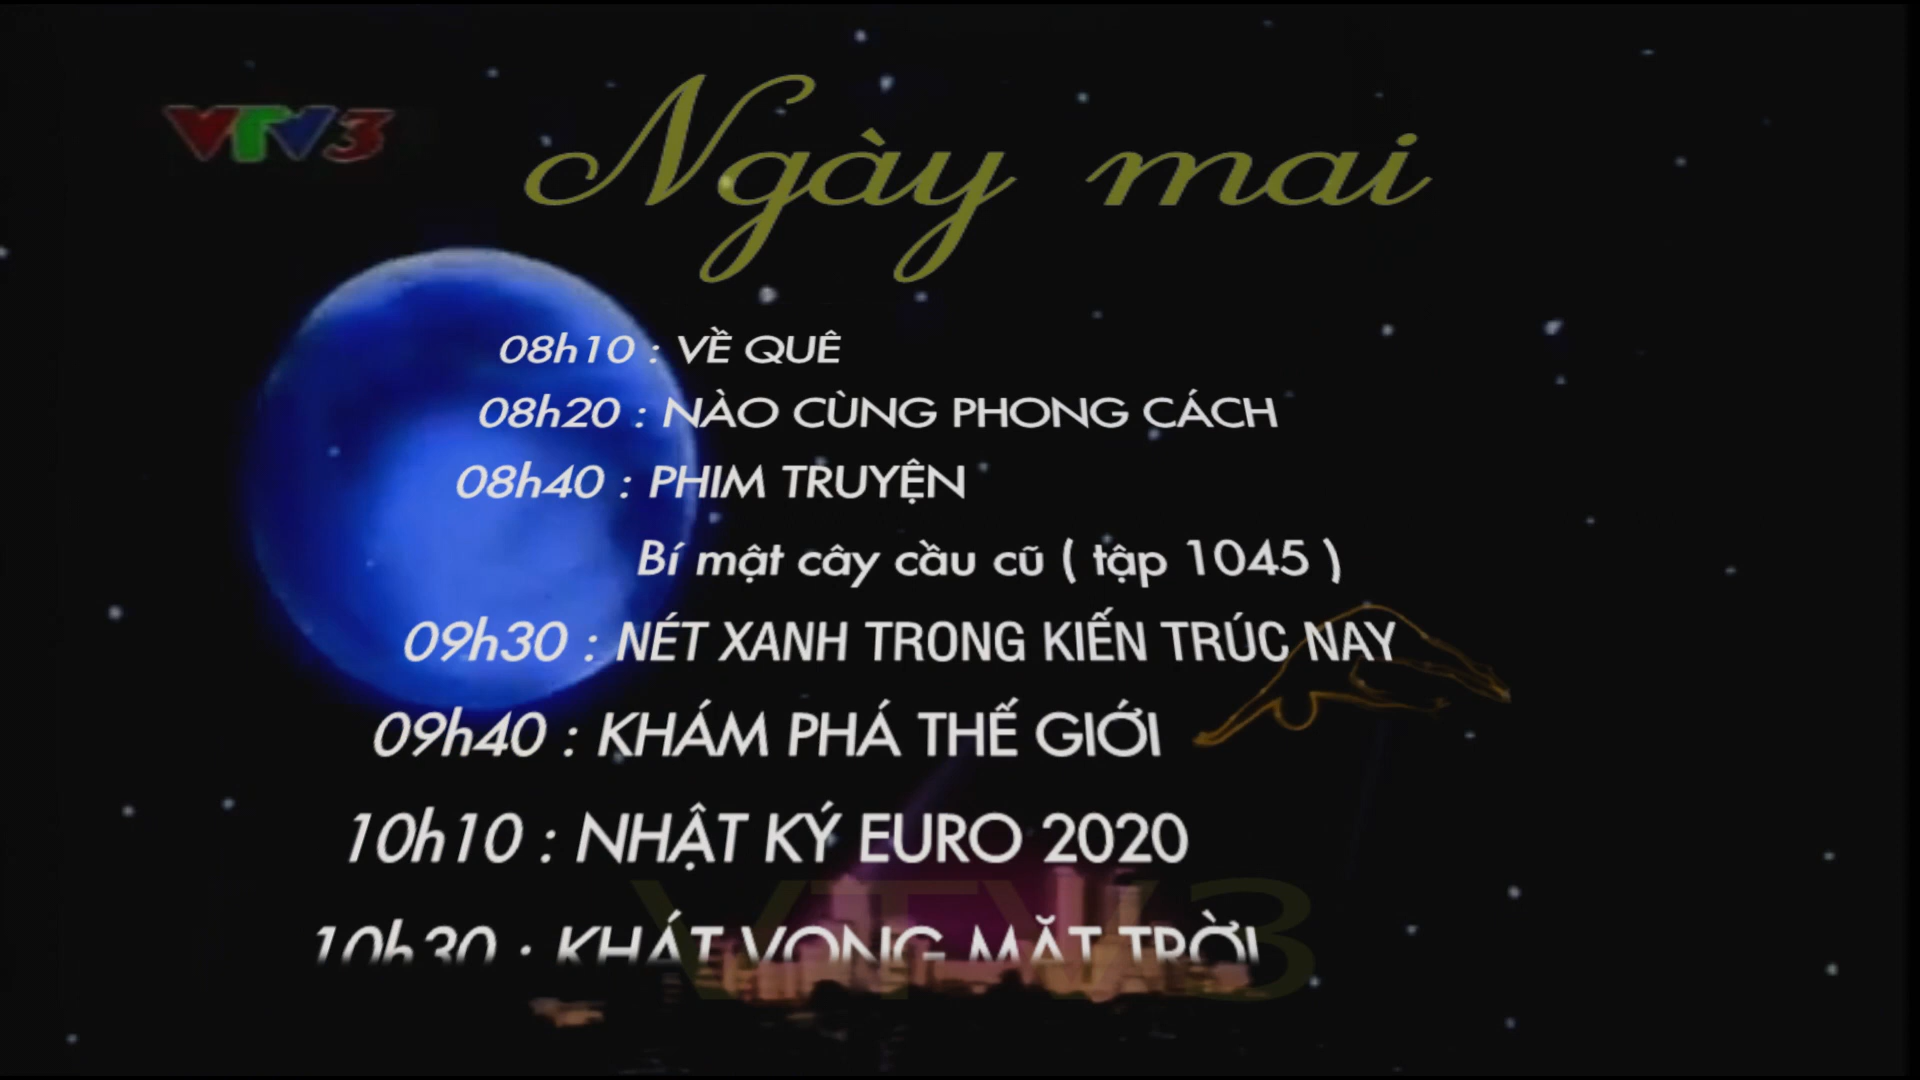 VTV3
Ngày mai
08h10 : VỀ QUÊ
08h20 : NÀO CÙNG PHONG CÁCH
08h40 : PHIM TRUYỆN
Bí mật cây cầu cũ ( tập 1045 )
09h30 : NÉT XANH TRONG KIẾN TRÚC NAY
09h40 : KHÁM PHÁ THẾ GIỚI
10h10 : NHẬT KÝ EURO 2020
10h30 : KHÁT VỌNG MẶT TRỜI
VTV3